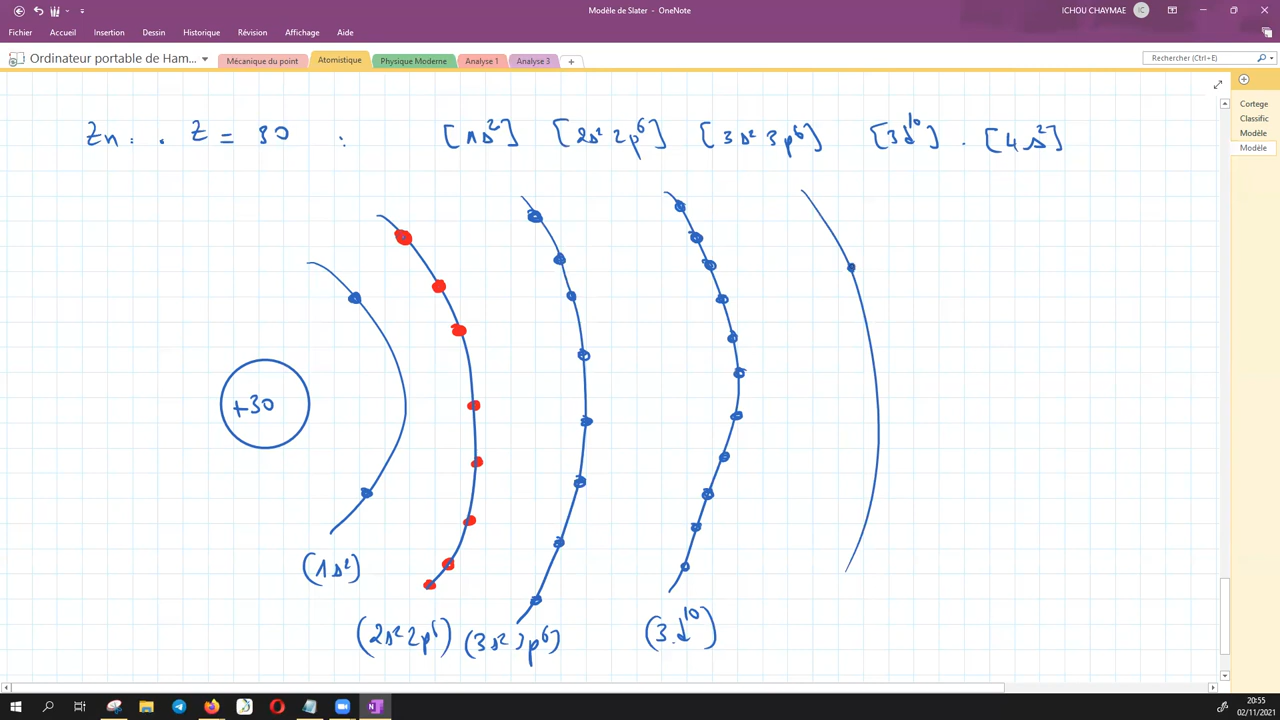 Modèle de Slater - OneNote
ICHOU CHAYMAE IC
Fichier Accueil Insertion Dessin Historique Révision Affichage Aide
Ordinateur portable de Ham...
Mécanique du point Atomistique Physique Moderne Analyse 1 Analyse 3 +
Rechercher (Ctrl+E)
Cortege
Classific
Modèle
Modèle
Zn : . Z = 30 : [1s²] [2s² 2p⁶] [3s² 3p⁶] [3d¹⁰] . [4s²]
+30
(1s²)
(2s² 2p⁶) (3s² 3p⁶) (3d¹⁰)
20:55
02/11/2021